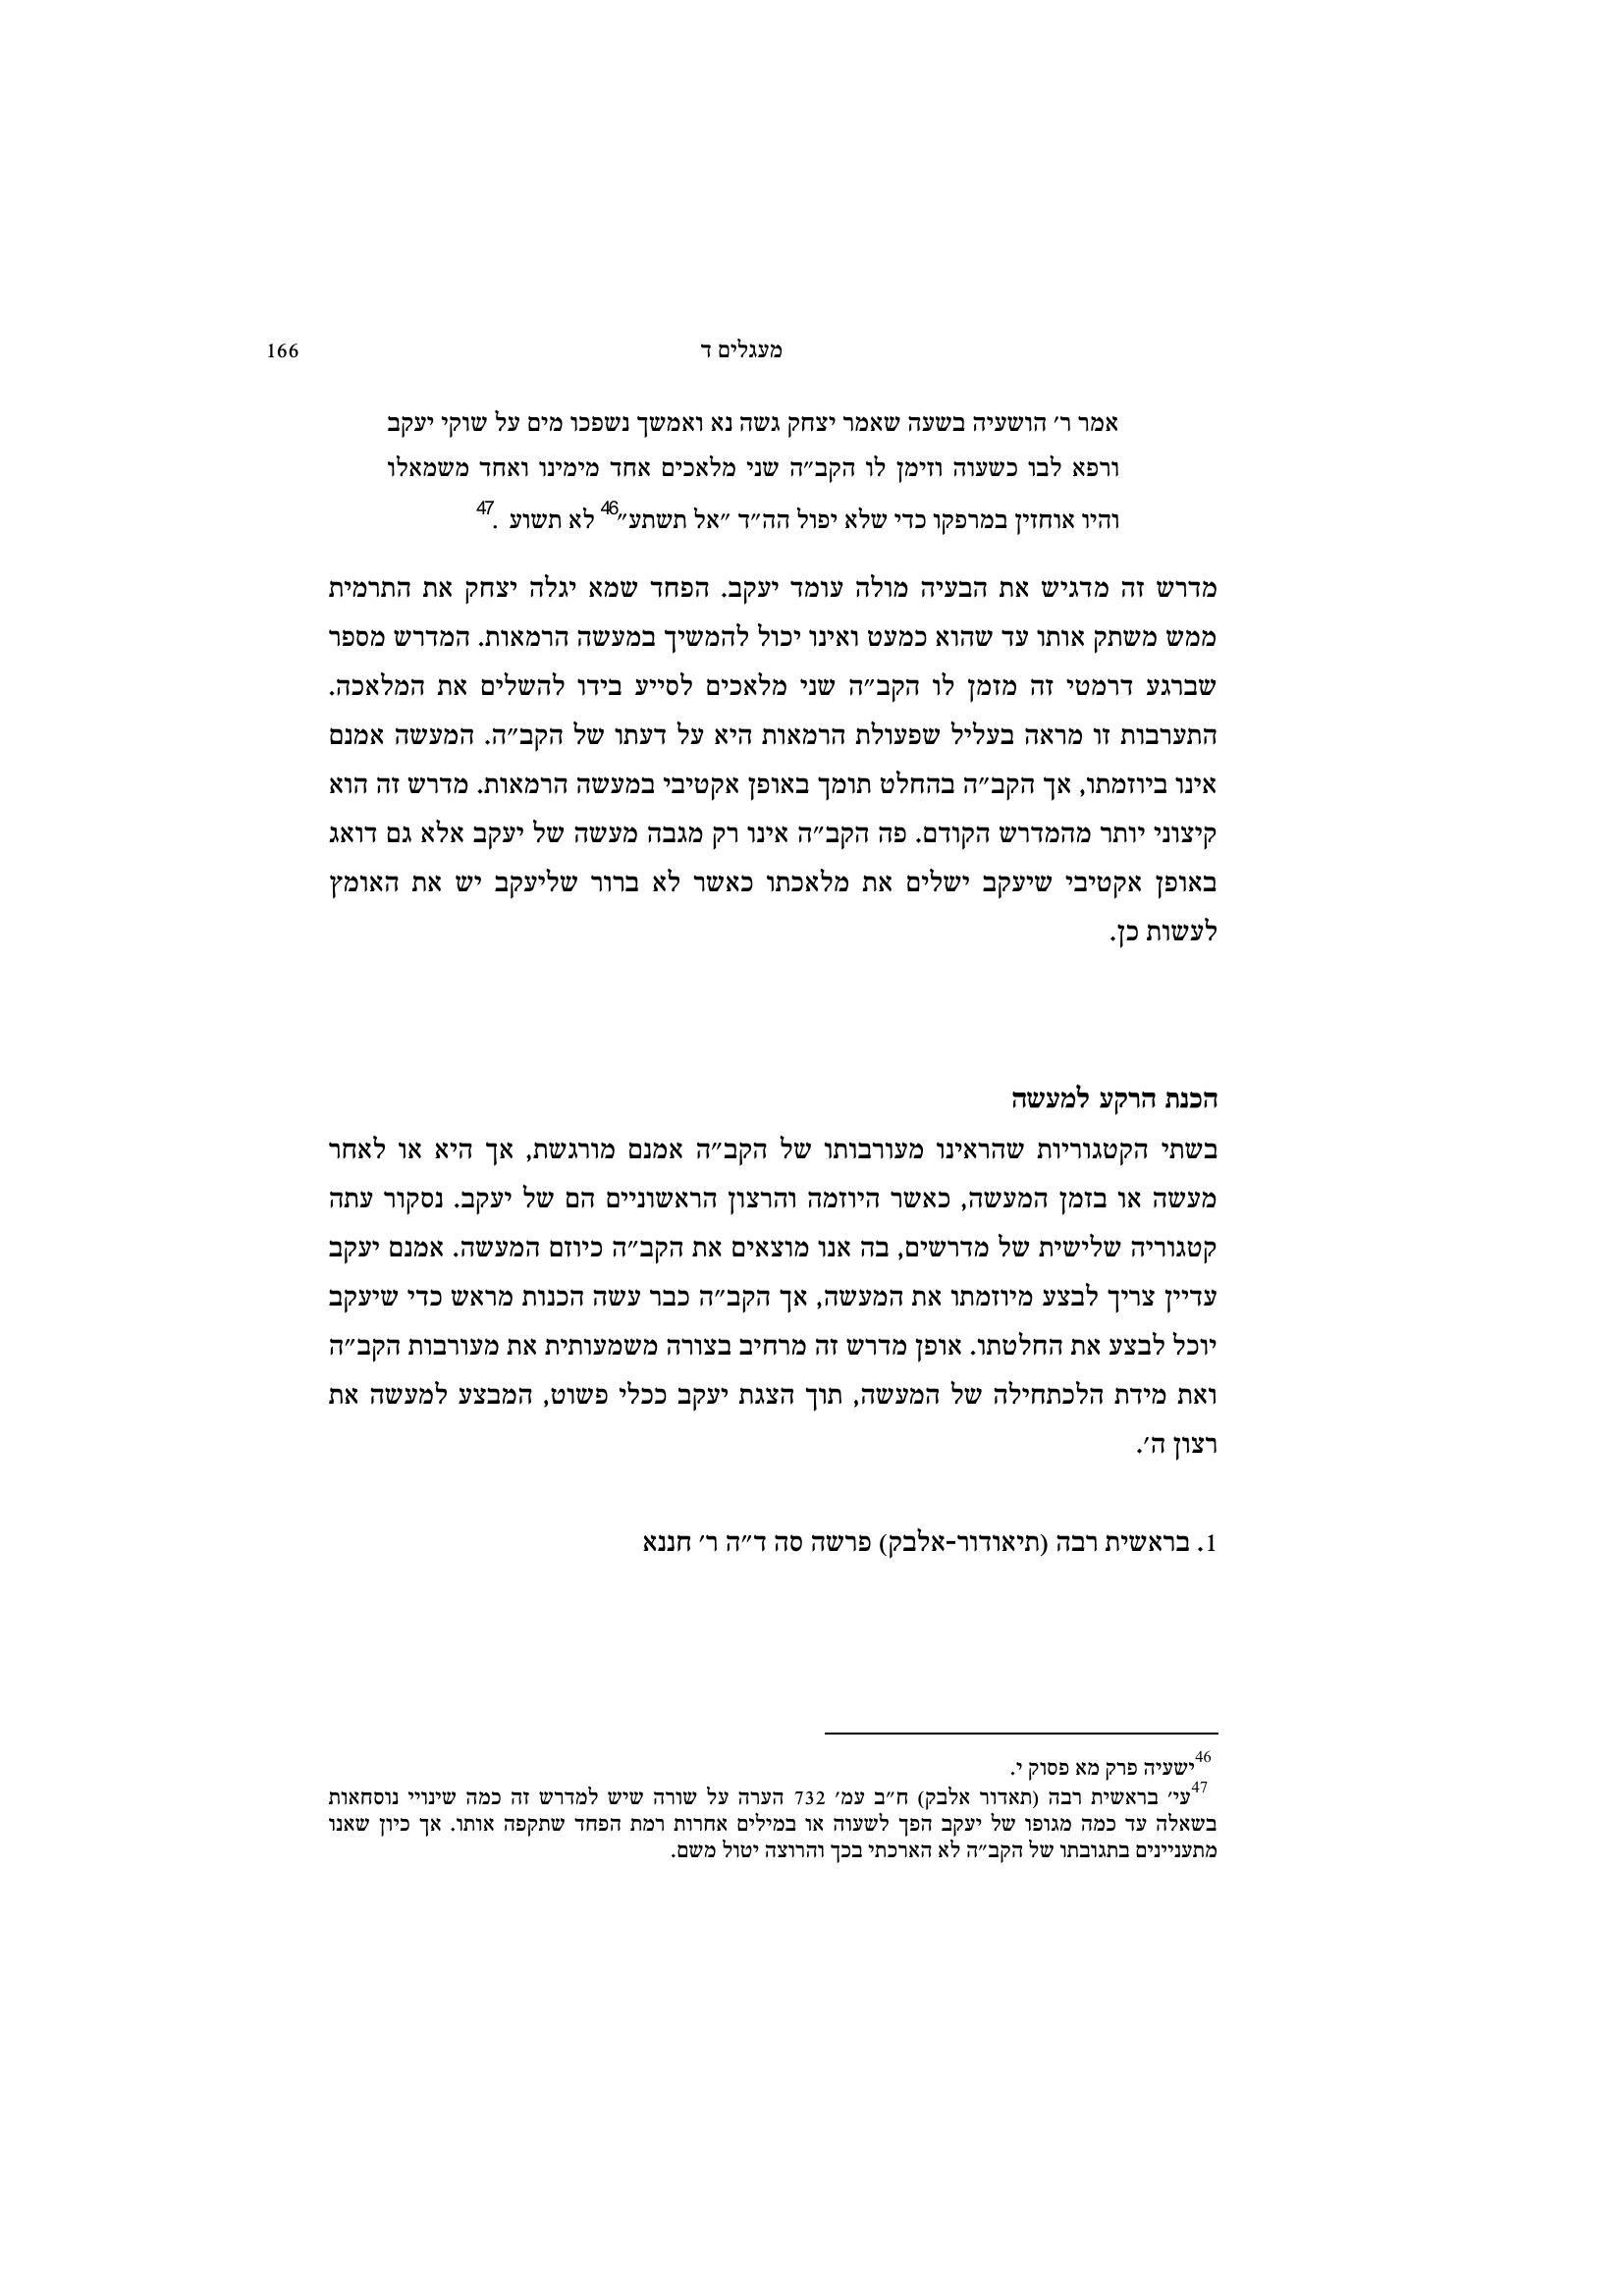 מעגלים ד 166
אמר ר׳ הושעיה בשעה שאמר יצחק גשה נא ואמשך נשפכו מים על שוקי יעקב
ורפא לבו כשעוה וזימן לו הקב״ה שני מלאכים אחד מימינו ואחד משמאלו
והיו אוחזין במרפקו כדי שלא יפול הה״ד ״אל תשתע״46 לא תשוע .47
מדרש זה מדגיש את הבעיה מולה עומד יעקב. הפחד שמא יגלה יצחק את התרמית
ממש משתק אותו עד שהוא כמעט ואינו יכול להמשיך במעשה הרמאות. המדרש מספר
שברגע דרמטי זה מזמן לו הקב״ה שני מלאכים לסייע בידו להשלים את המלאכה.
התערבות זו מראה בעליל שפעולת הרמאות היא על דעתו של הקב״ה. המעשה אמנם
אינו ביוזמתו, אך הקב״ה בהחלט תומך באופן אקטיבי במעשה הרמאות. מדרש זה הוא
קיצוני יותר מהמדרש הקודם. פה הקב״ה אינו רק מגבה מעשה של יעקב אלא גם דואג
באופן אקטיבי שיעקב ישלים את מלאכתו כאשר לא ברור שליעקב יש את האומץ
לעשות כן.
הכנת הרקע למעשה
בשתי הקטגוריות שהראינו מעורבותו של הקב״ה אמנם מורגשת, אך היא או לאחר
מעשה או בזמן המעשה, כאשר היוזמה והרצון הראשוניים הם של יעקב. נסקור עתה
קטגוריה שלישית של מדרשים, בה אנו מוצאים את הקב״ה כיוזם המעשה. אמנם יעקב
עדיין צריך לבצע מיוזמתו את המעשה, אך הקב״ה כבר עשה הכנות מראש כדי שיעקב
יוכל לבצע את החלטתו. אופן מדרש זה מרחיב בצורה משמעותית את מעורבות הקב״ה
ואת מידת הלכתחילה של המעשה, תוך הצגת יעקב ככלי פשוט, המבצע למעשה את
רצון ה׳.
1. בראשית רבה (תיאודור-אלבק) פרשה סה ד״ה ר׳ חננא
46ישעיה פרק מא פסוק י.
47עי׳ בראשית רבה (תאדור אלבק) ח״ב עמ׳ 732 הערה על שורה שיש למדרש זה כמה שינויי נוסחאות
בשאלה עד כמה מגופו של יעקב הפך לשעוה או במילים אחרות רמת הפחד שתקפה אותו. אך כיון שאנו
מתעניינים בתגובתו של הקב״ה לא הארכתי בכך והרוצה יטול משם.